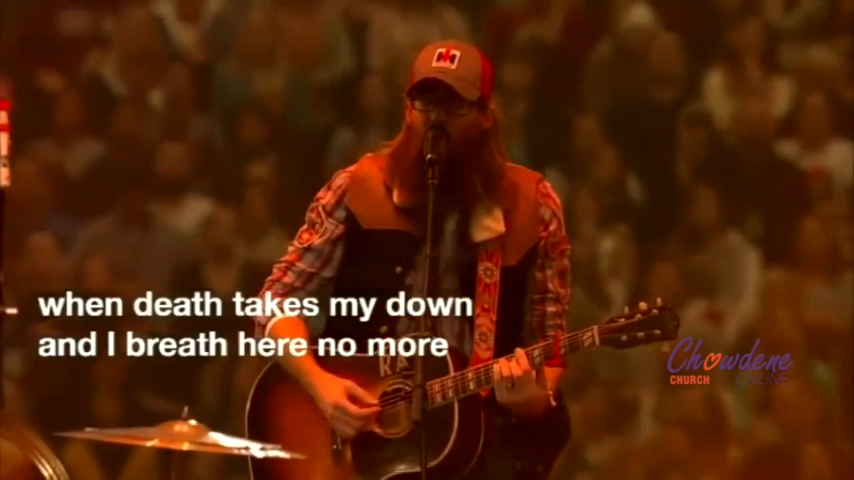 when death takes my down
and I breath here no more
Chowdene
CHURCH ONLINE